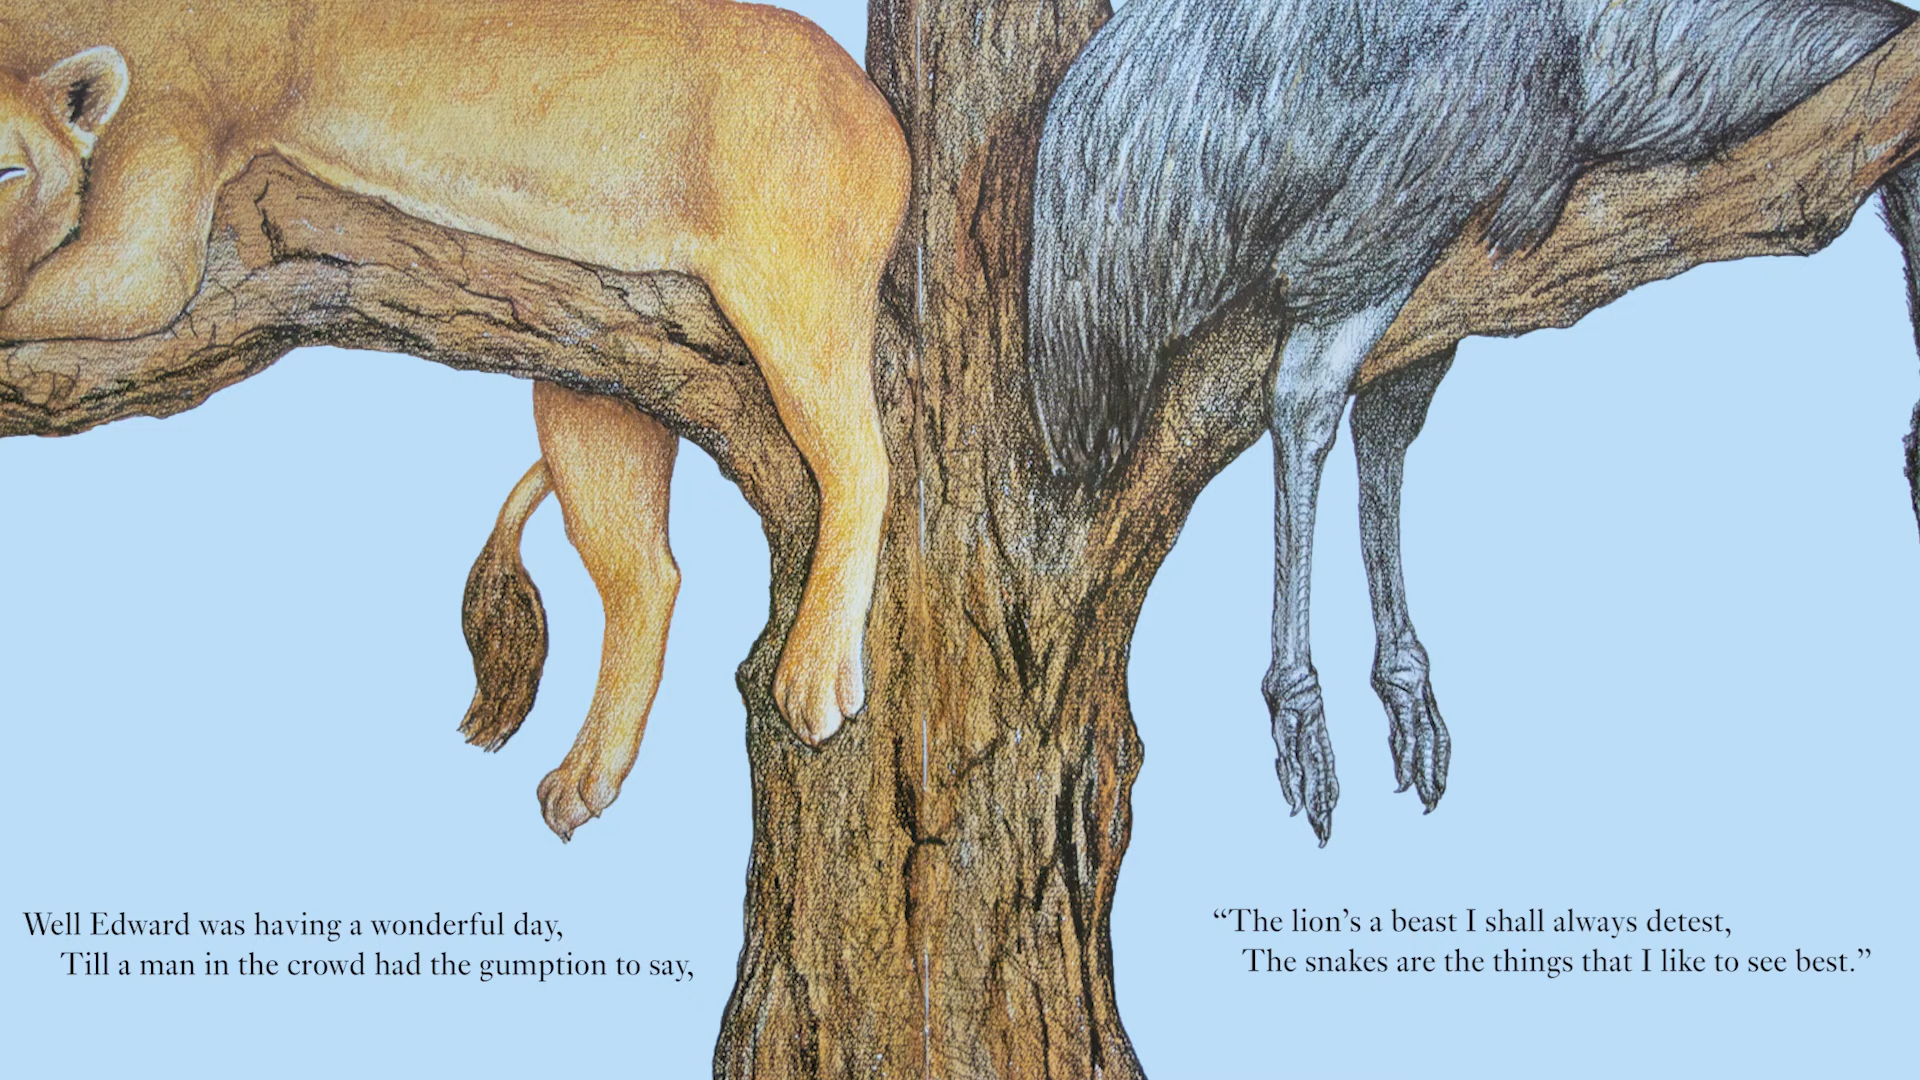 Well Edward was having a wonderful day,
Till a man in the crowd had the gumption to say,
“The lion’s a beast I shall always detest,
The snakes are the things that I like to see best.”